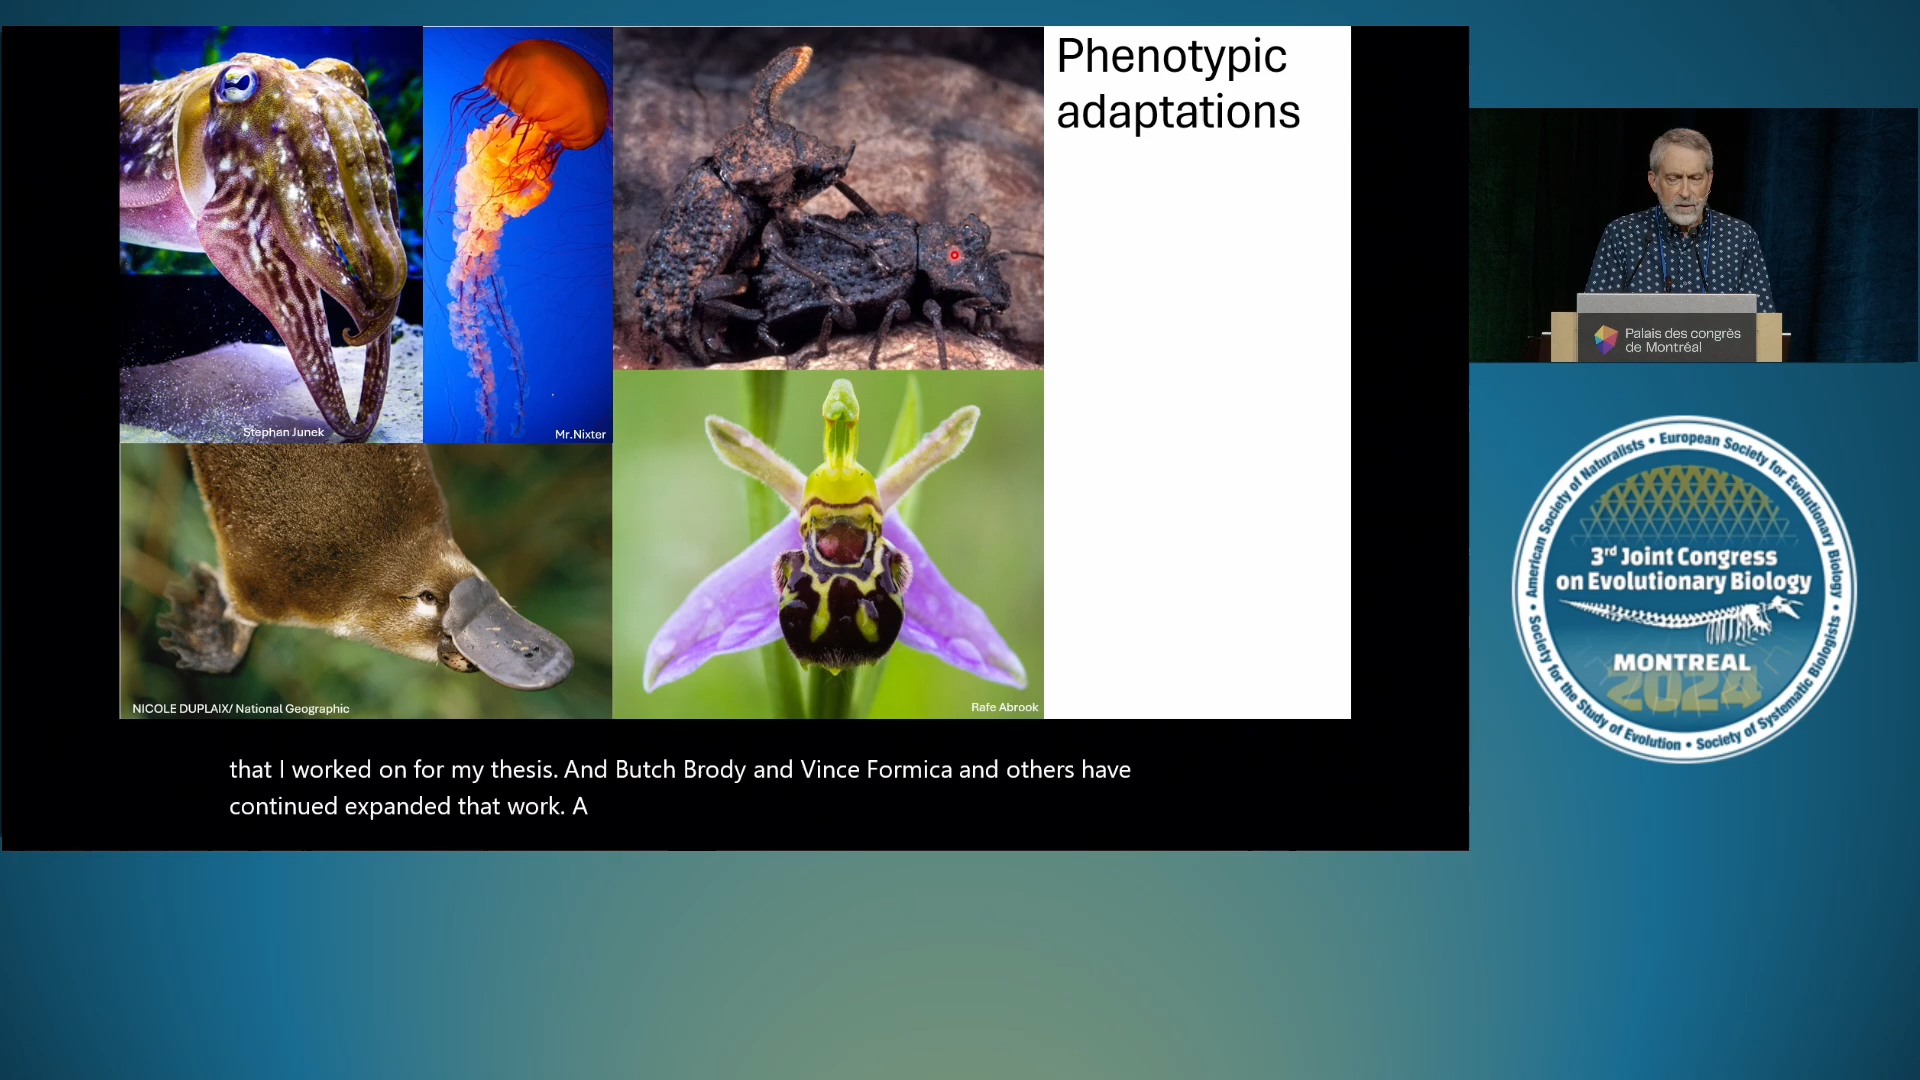 Phenotypic
adaptations
Stephan Junek
Mr.Nixter
NICOLE DUPLAIX/ National Geographic
Rafe Abrook
that I worked on for my thesis. And Butch Brody and Vince Formica and others have
continued expanded that work. A
Palais des congrès
de Montréal
American Society of Naturalists • European Society for Evolutionary Biology • Society of Systematic Biologists • Society for the Study of Evolution •
3rd Joint Congress
on Evolutionary Biology
MONTREAL
2024